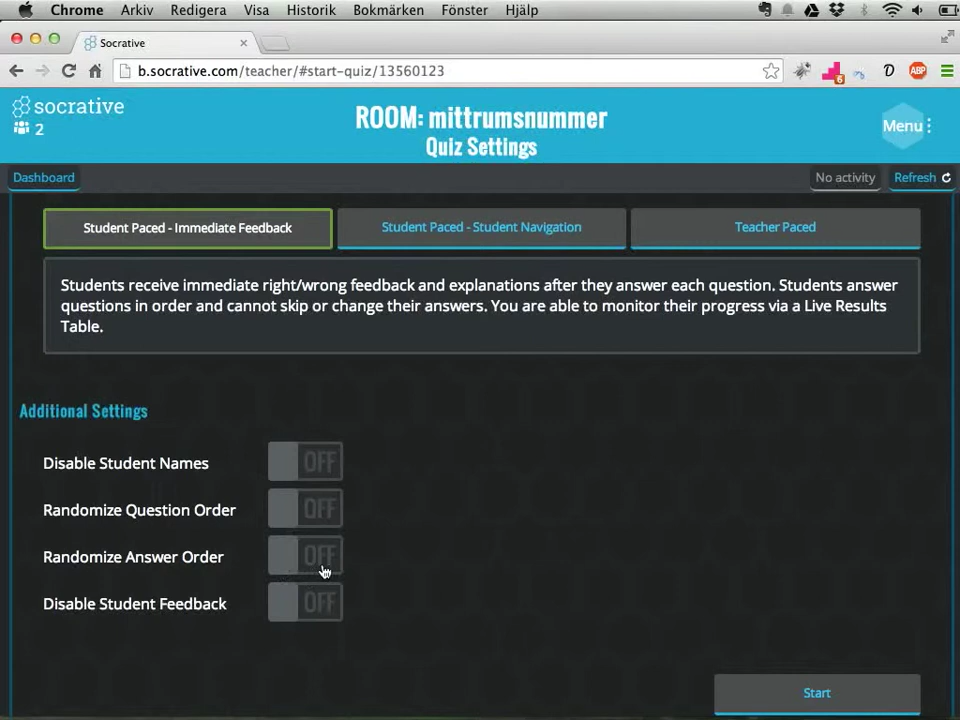 Chrome Arkiv Redigera Visa Historik Bokmärken Fönster Hjälp
Socrative
b.socrative.com/teacher/#start-quiz/13560123
6
D
ABP
socrative
2
ROOM: mittrumsnummer
Quiz Settings
Menu
Dashboard
No activity
Refresh
Student Paced - Immediate Feedback
Student Paced - Student Navigation
Teacher Paced
Students receive immediate right/wrong feedback and explanations after they answer each question. Students answer
questions in order and cannot skip or change their answers. You are able to monitor their progress via a Live Results
Table.
Additional Settings
Disable Student Names OFF
Randomize Question Order OFF
Randomize Answer Order OFF
Disable Student Feedback OFF
Start